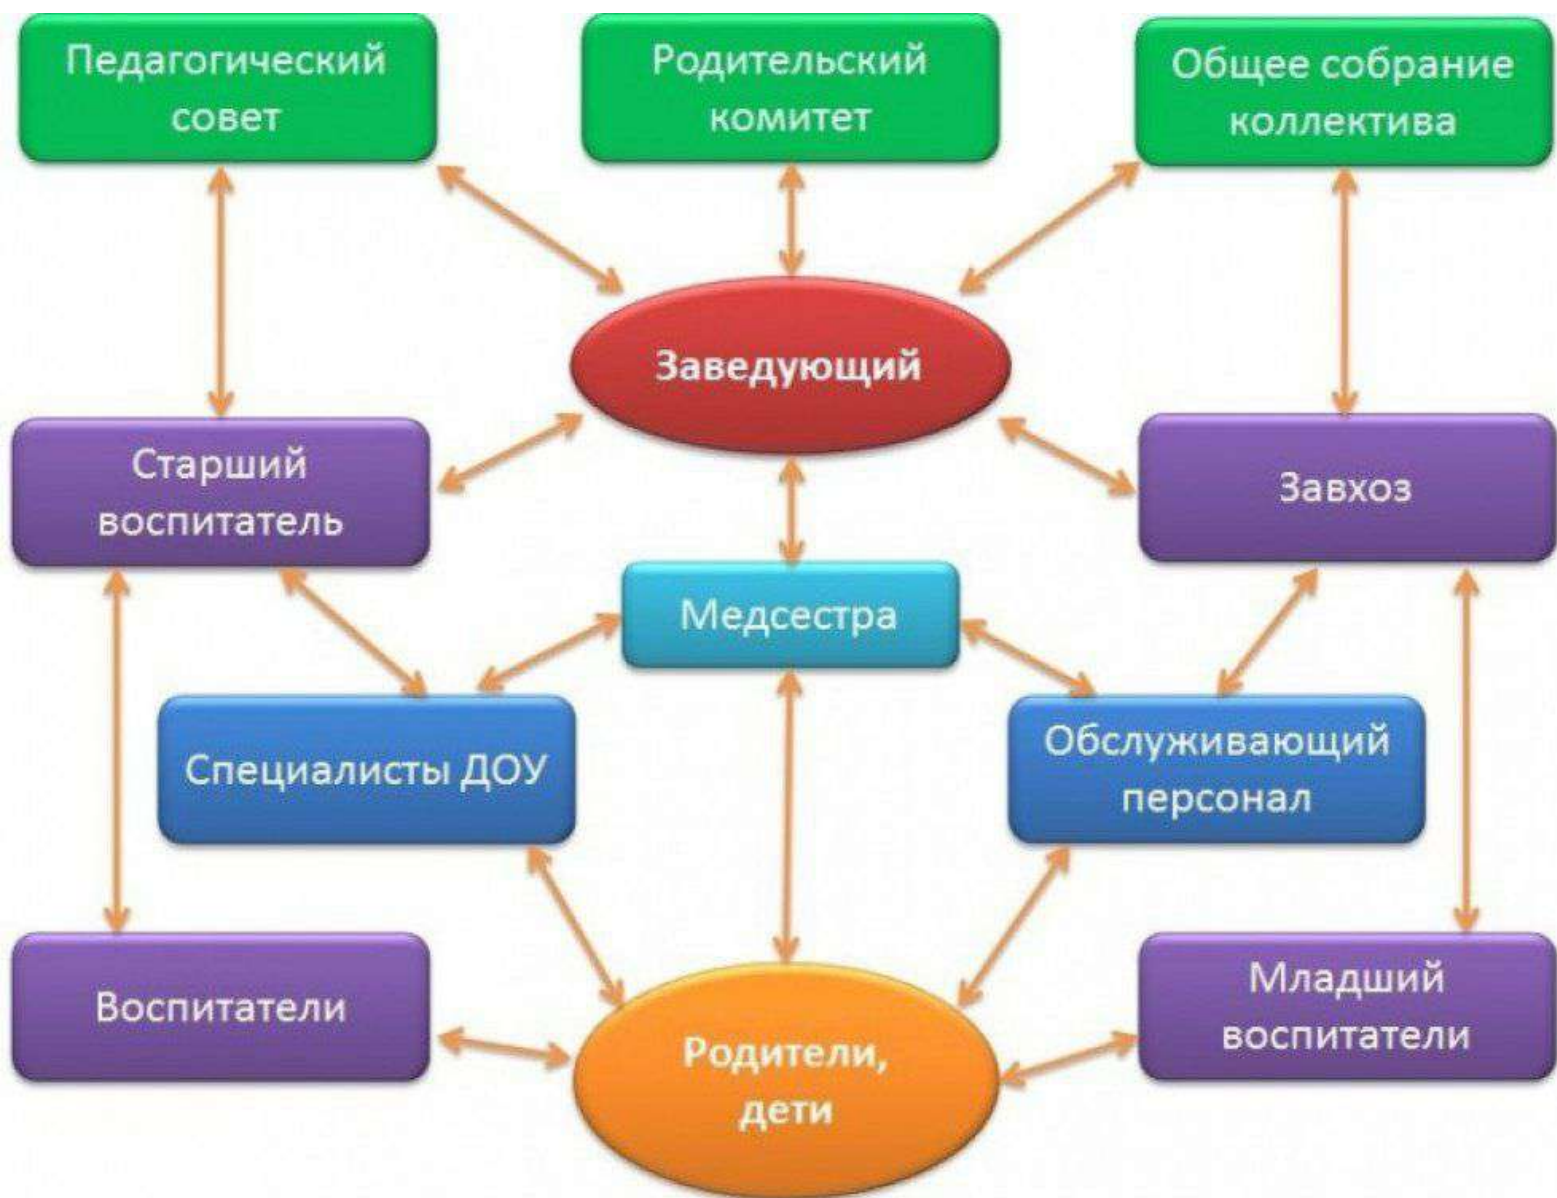 Педагогический
совет
Родительский
комитет
Общее собрание
коллектива
Заведующий
Старший
воспитатель
Завхоз
Медсестра
Специалисты ДОУ
Обслуживающий
персонал
Воспитатели
Родители,
дети
Младший
воспитатели